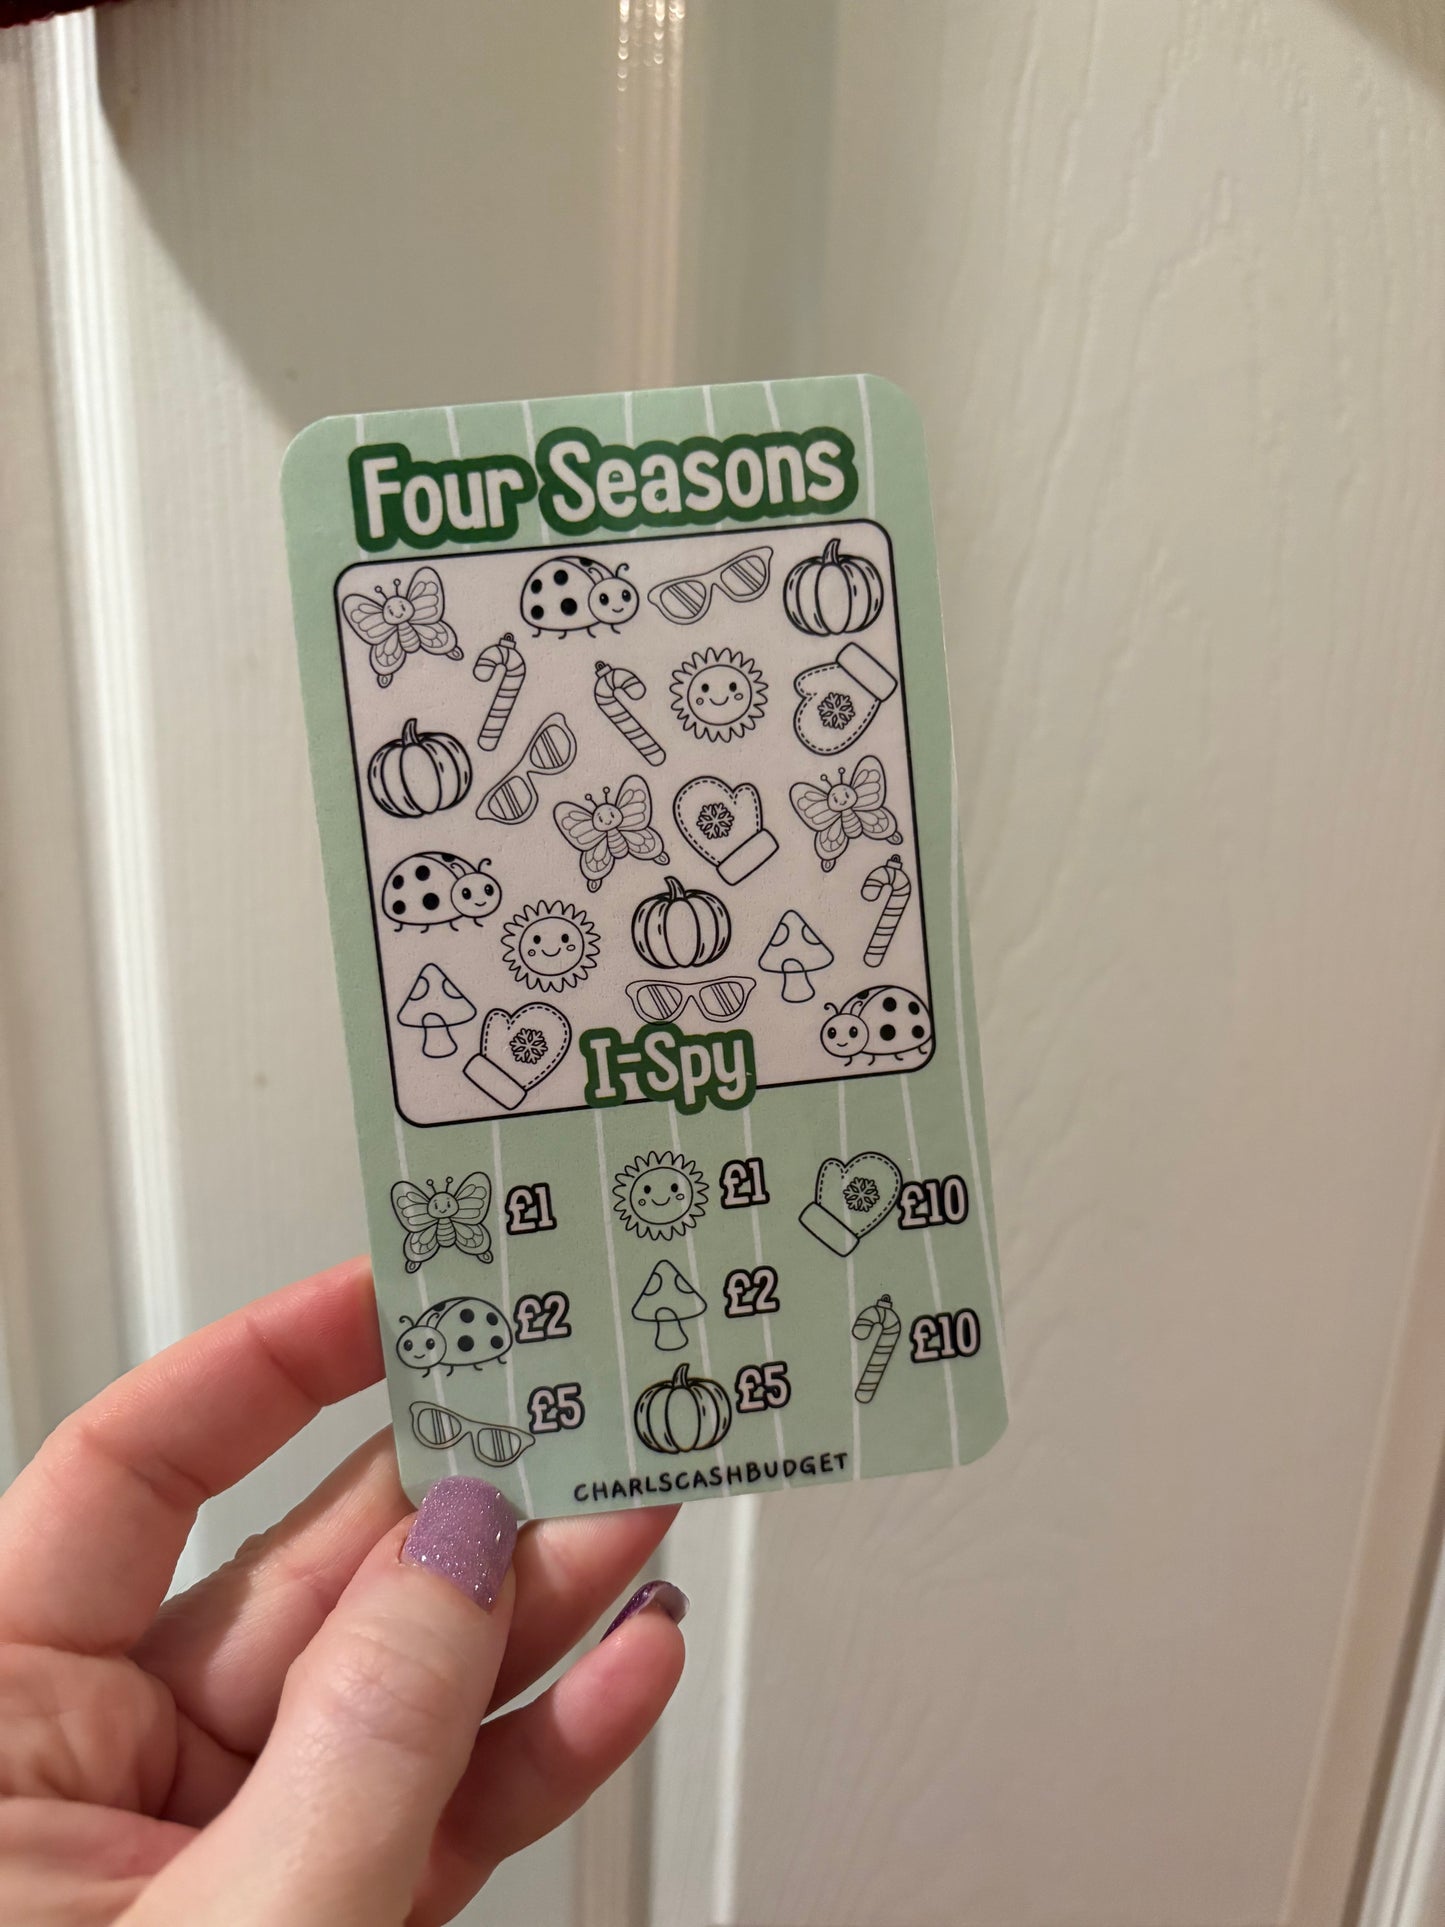 Four Seasons
I-Spy
£1 £1 £10
£2 £2 £10
£5 £5
CHARLSCASHBUDGET